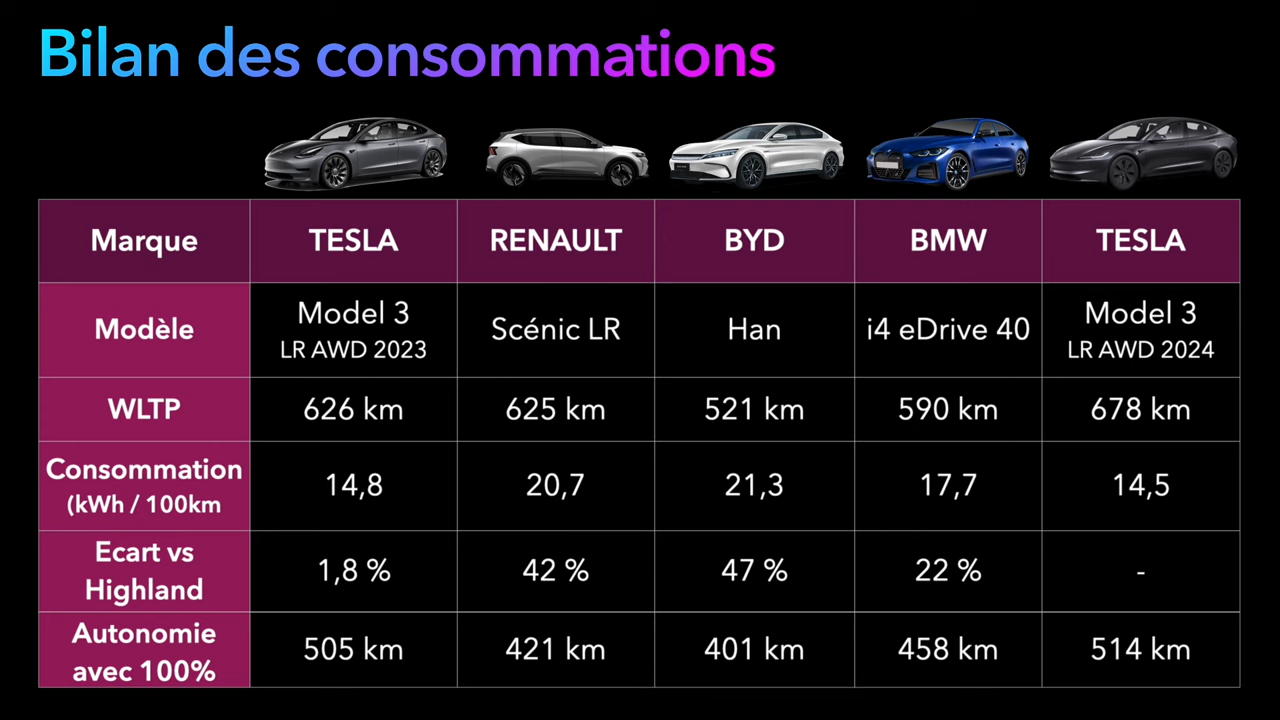 Bilan des consommations
Marque TESLA RENAULT BYD BMW TESLA
Modèle Model 3 LR AWD 2023 Scénic LR Han i4 eDrive 40 Model 3 LR AWD 2024
WLTP 626 km 625 km 521 km 590 km 678 km
Consommation (kWh / 100km 14,8 20,7 21,3 17,7 14,5
Ecart vs Highland 1,8 % 42 % 47 % 22 % -
Autonomie avec 100% 505 km 421 km 401 km 458 km 514 km